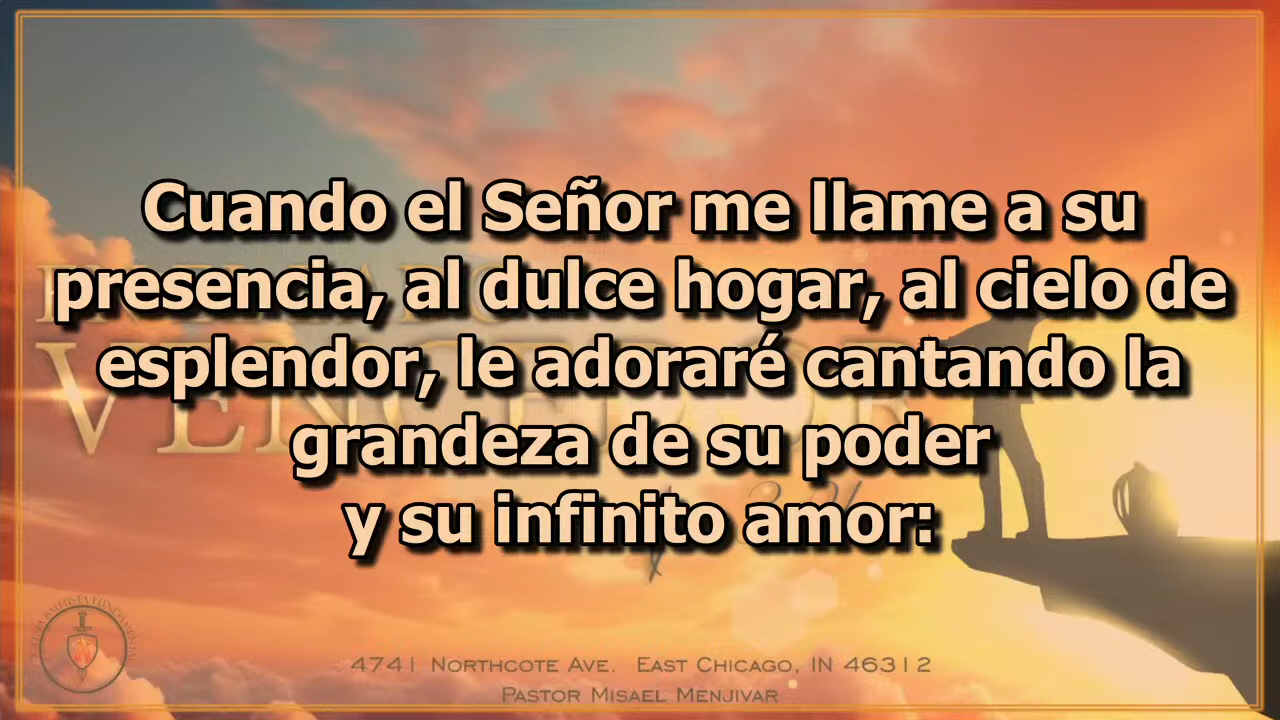 Cuando el Señor me llame a su
presencia, al dulce hogar, al cielo de
esplendor, le adoraré cantando la
grandeza de su poder
y su infinito amor:
4741 Northcote Ave. East Chicago, IN 46312
Pastor Misael Menjivar